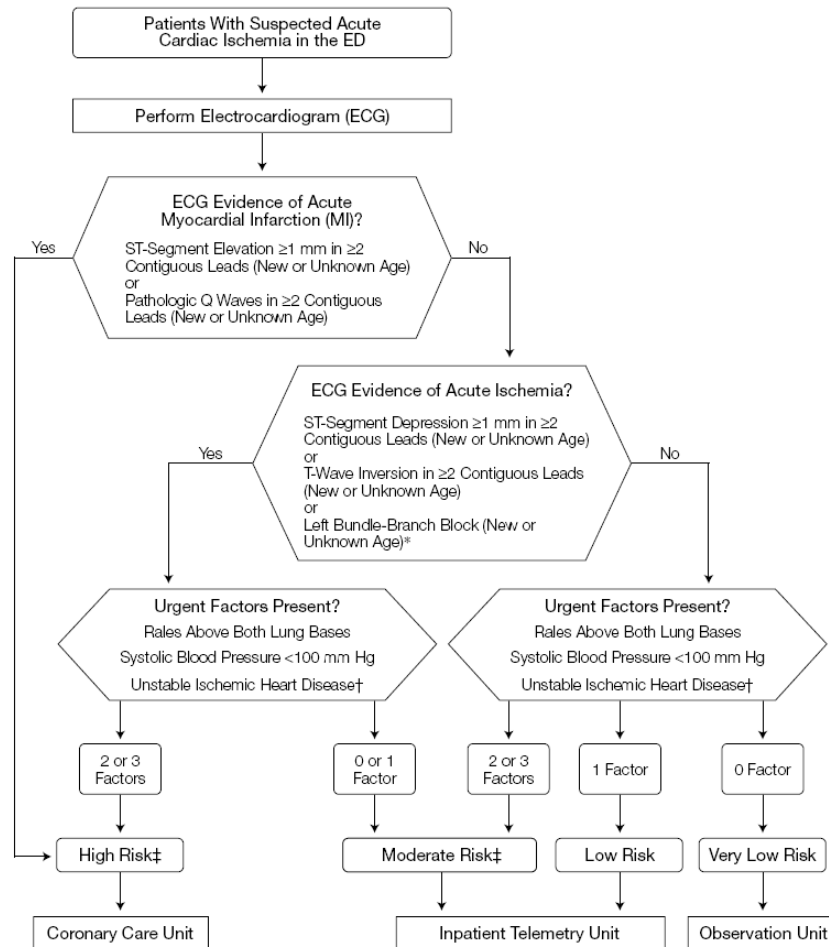 Patients With Suspected Acute
Cardiac Ischemia in the ED
Perform Electrocardiogram (ECG)
ECG Evidence of Acute
Myocardial Infarction (MI)?
ST-Segment Elevation ≥1 mm in ≥2
Contiguous Leads (New or Unknown Age)
or
Pathologic Q Waves in ≥2 Contiguous
Leads (New or Unknown Age)
Yes
No
ECG Evidence of Acute Ischemia?
ST-Segment Depression ≥1 mm in ≥2
Contiguous Leads (New or Unknown Age)
or
T-Wave Inversion in ≥2 Contiguous Leads
(New or Unknown Age)
or
Left Bundle-Branch Block (New or
Unknown Age)*
Yes
No
Urgent Factors Present?
Rales Above Both Lung Bases
Systolic Blood Pressure <100 mm Hg
Unstable Ischemic Heart Disease†
Urgent Factors Present?
Rales Above Both Lung Bases
Systolic Blood Pressure <100 mm Hg
Unstable Ischemic Heart Disease†
2 or 3
Factors
0 or 1
Factor
2 or 3
Factors
1 Factor
0 Factor
High Risk‡
Moderate Risk‡
Low Risk
Very Low Risk
Coronary Care Unit
Inpatient Telemetry Unit
Observation Unit